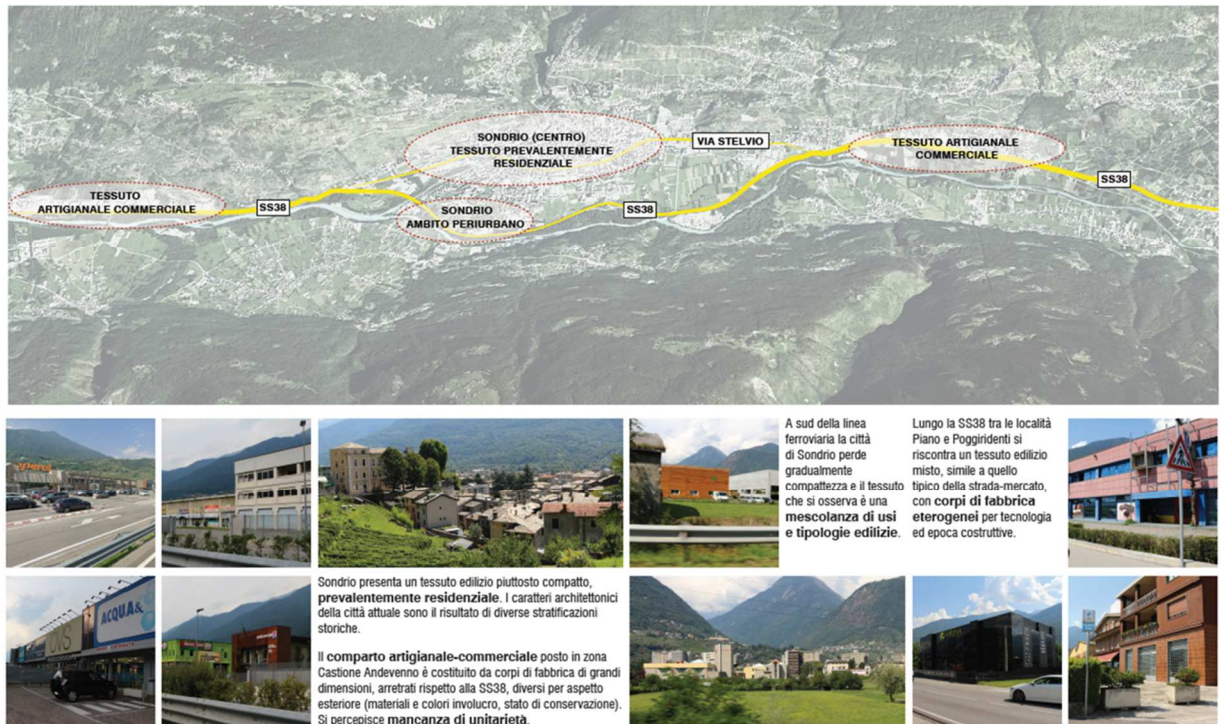 SONDRIO (CENTRO)
TESSUTO PREVALENTEMENTE
RESIDENZIALE
VIA STELVIO
TESSUTO ARTIGIANALE
COMMERCIALE
SS38
TESSUTO
ARTIGIANALE COMMERCIALE
SS38
SONDRIO
AMBITO PERIURBANO
SS38
A sud della linea
ferroviaria la città
di Sondrio perde
gradualmente
compattezza e il tessuto
che si osserva è una
mescolanza di usi
e tipologie edilizie.
Lungo la SS38 tra le località
Piano e Poggiridenti si
riscontra un tessuto edilizio
misto, simile a quello
tipico della strada-mercato,
con corpi di fabbrica
eterogenei per tecnologia
ed epoca costruttive.
Sondrio presenta un tessuto edilizio piuttosto compatto,
prevalentemente residenziale. I caratteri architettonici
della città attuale sono il risultato di diverse stratificazioni
storiche.
Il comparto artigianale-commerciale posto in zona
Castione Andevenno è costituito da corpi di fabbrica di grandi
dimensioni, arretrati rispetto alla SS38, diversi per aspetto
esteriore (materiali e colori involucro, stato di conservazione).
Si percepisce mancanza di unitarietà.
OVS
ACQUA&